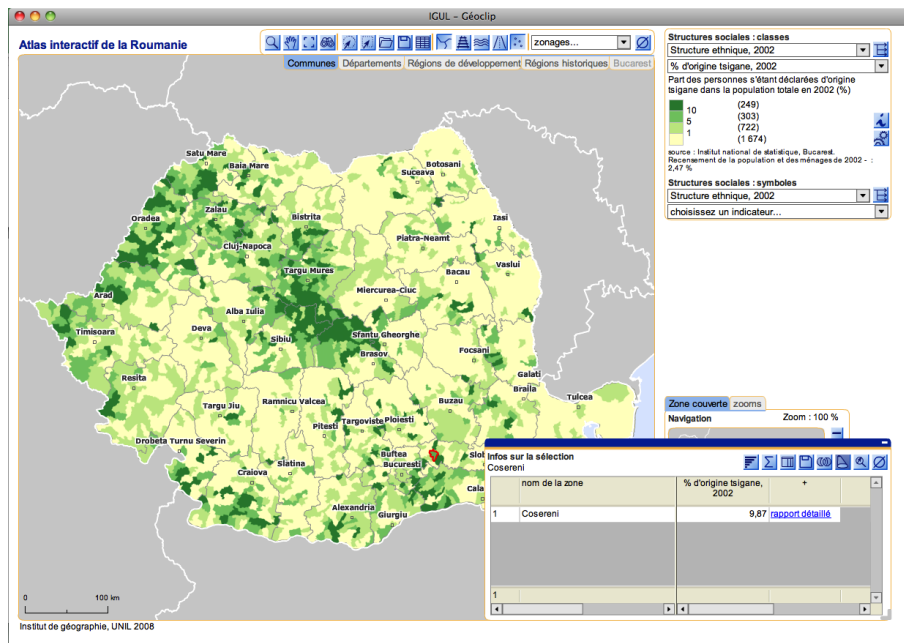 IGUL – Géoclip
Atlas interactif de la Roumanie
zonages...
Communes Départements Régions de développement Régions historiques Bucarest
Satu Mare
Baia Mare
Botosani
Suceava
Oradea
Zalau
Bistrita
Iasi
Cluj-Napoca
Piatra-Neamt
Targu Mures
Vaslui
Bacau
Miercurea-Ciuc
Arad
Alba Iulia
Timisoara
Deva
Sfantu Gheorghe
Sibiu
Brasov
Focsani
Resita
Galati
Braila
Tulcea
Targu Jiu
Ramnicu Valcea
Buzau
Pitesti
Targoviste
Ploiesti
Drobeta Turnu Severin
Buftea
Slob
Slatina
Bucuresti
Craiova
Cala
Alexandria
Giurgiu
0 100 km
Institut de géographie, UNIL 2008
Structures sociales : classes
Structure ethnique, 2002
% d'origine tsigane, 2002
Part des personnes s'étant déclarées d'origine
tsigane dans la population totale en 2002 (%)
(249)
10
(303)
5
(722)
1
(1 674)
source : Institut national de statistique, Bucarest.
Recensement de la population et des ménages de 2002 - :
2,47 %
Structures sociales : symboles
Structure ethnique, 2002
choisissez un indicateur...
Zone couverte zooms
Navigation Zoom : 100 %
Infos sur la sélection
Cosereni
nom de la zone % d'origine tsigane, 2002 +
1 Cosereni 9,87 rapport détaillé
1